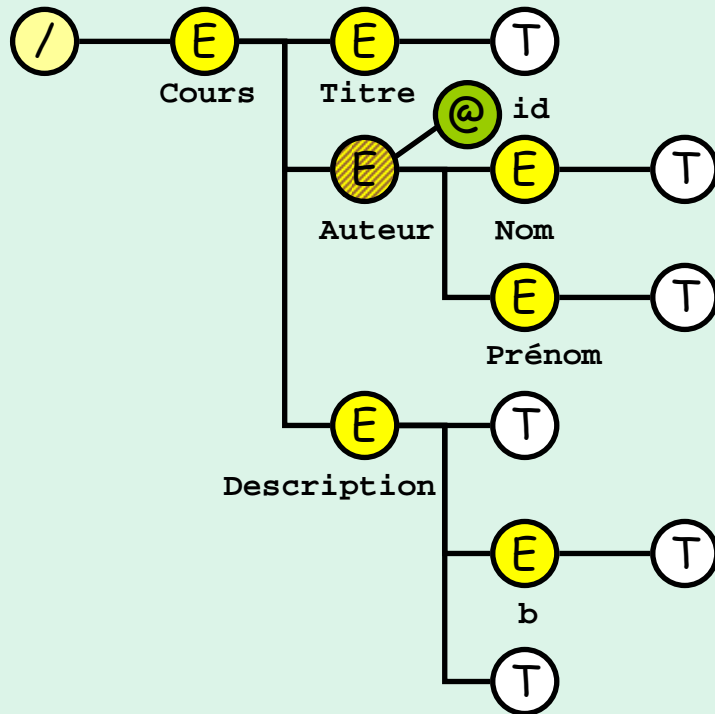 / E E T
Cours Titre
@ id
E E T
Auteur Nom
E T
Prénom
E T
Description
E T
b
T